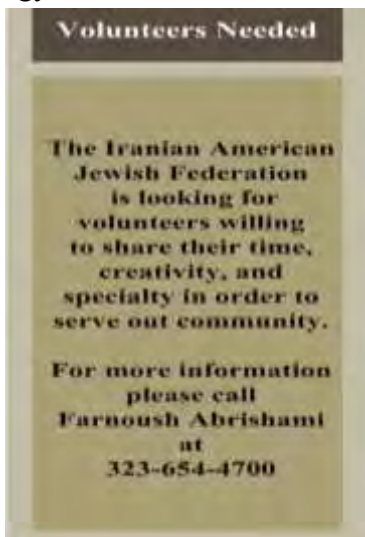 Volunteers Needed
The Iranian American
Jewish Federation
is looking for
volunteers willing
to share their time,
creativity, and
specialty in order to
serve out community.
For more information
please call
Farnoush Abrishami
at
323-654-4700